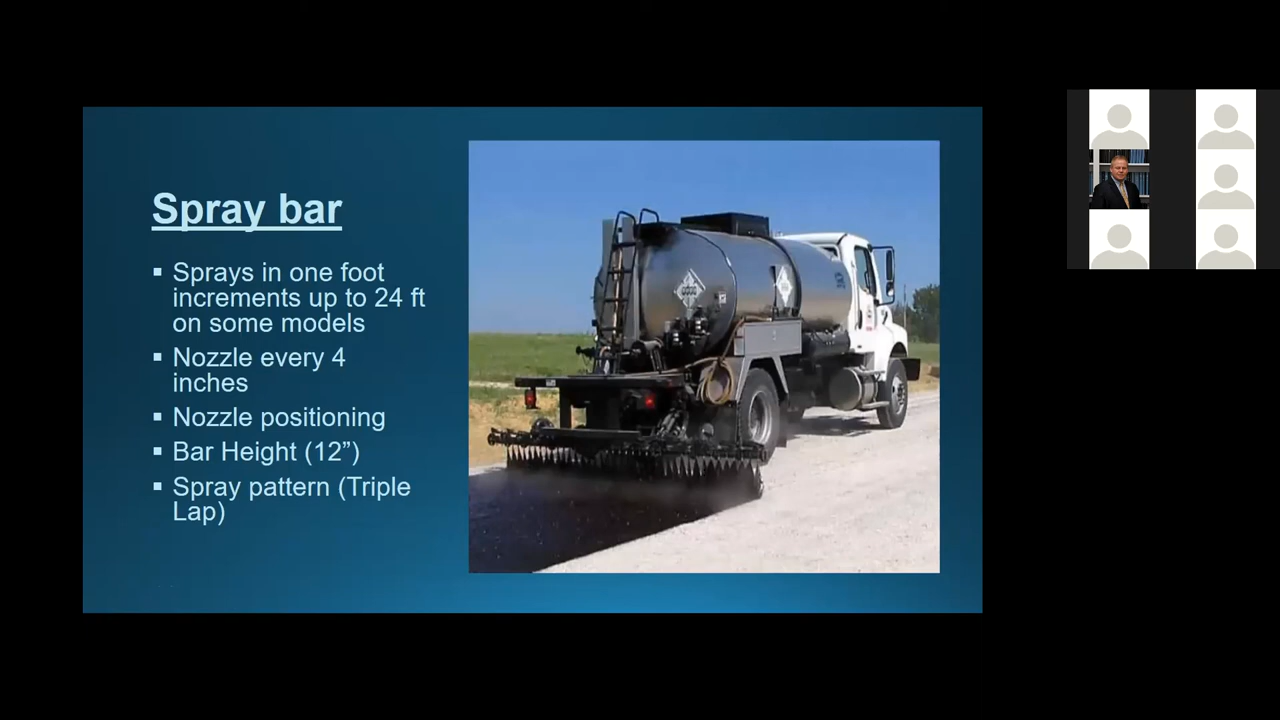 Spray bar
▪ Sprays in one foot
increments up to 24 ft
on some models
▪ Nozzle every 4
inches
▪ Nozzle positioning
▪ Bar Height (12”)
▪ Spray pattern (Triple
Lap)